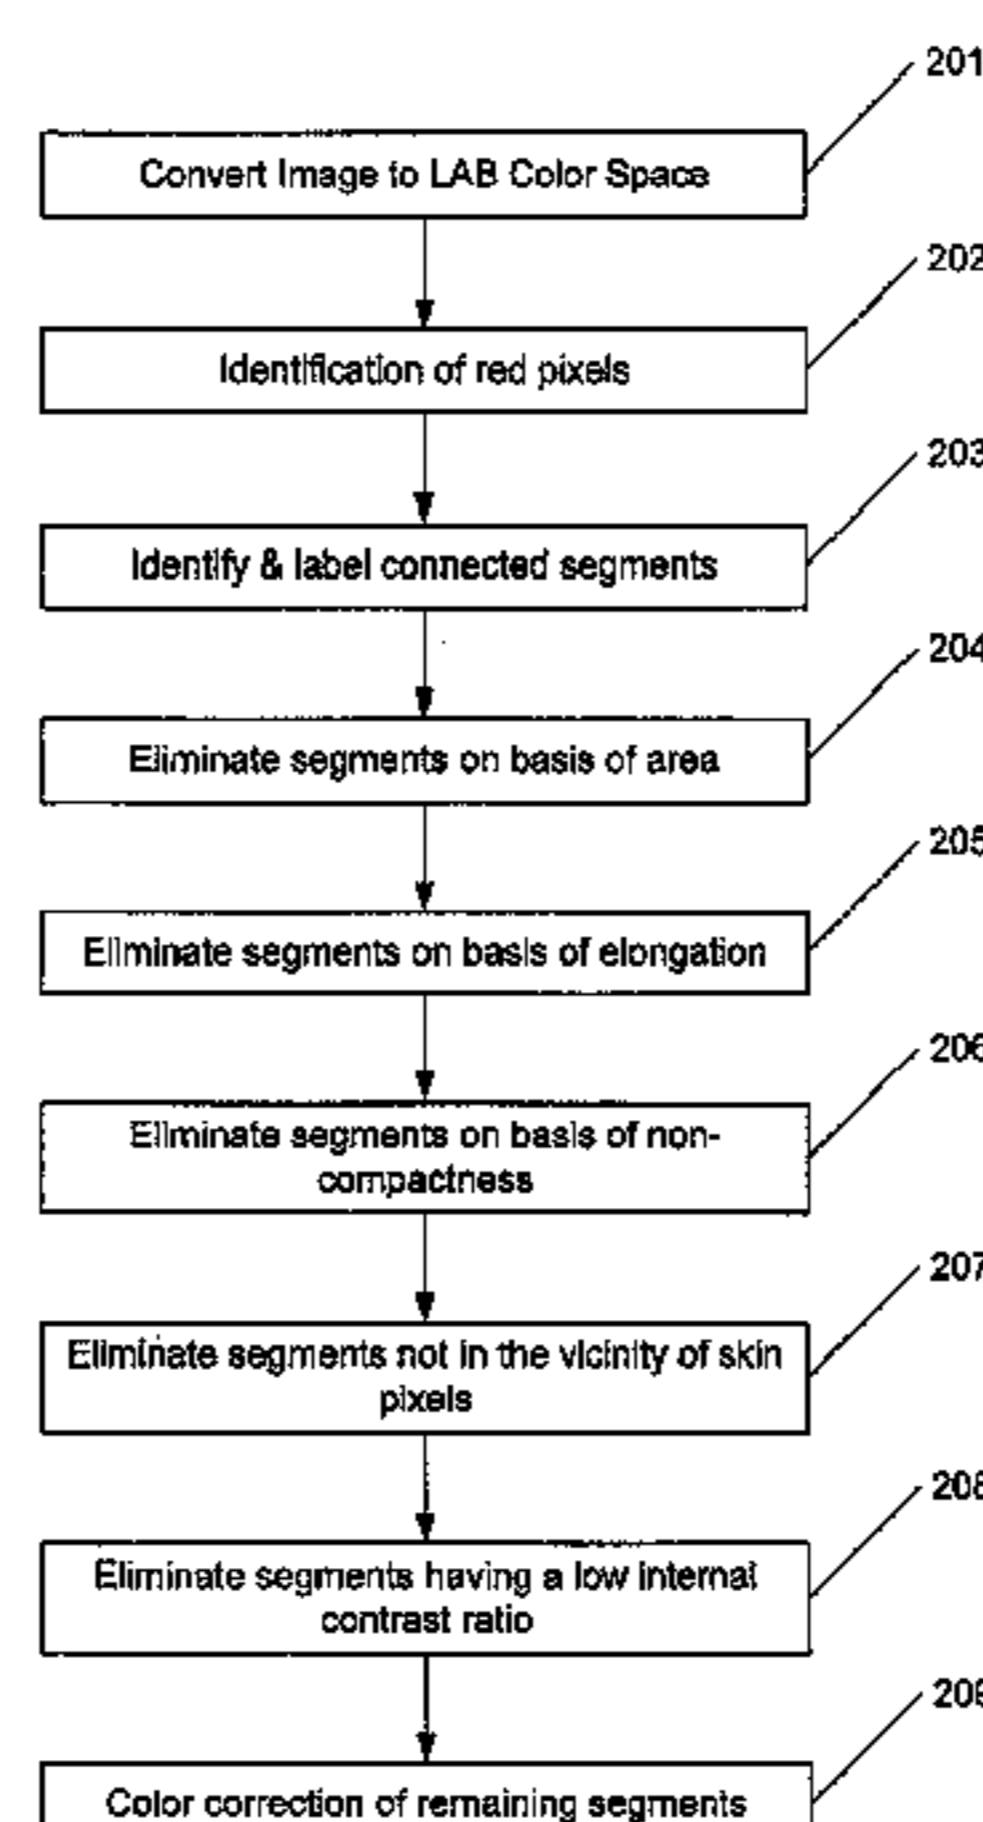 201
Convert Image to LAB Color Space
202
Identification of red pixels
203
Identify & label connected segments
204
Eliminate segments on basis of area
205
Eliminate segments on basis of elongation
206
Eliminate segments on basis of non-
compactness
207
Eliminate segments not in the vicinity of skin
pixels
208
Eliminate segments having a low internal
contrast ratio
209
Color correction of remaining segments